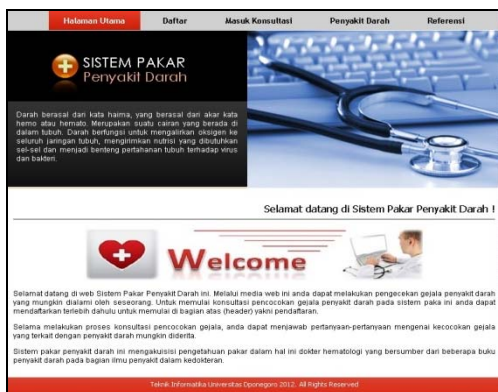 Halaman Utama Daftar Masuk Konsultasi Penyakit Darah Referensi
SISTEM PAKAR
Penyakit Darah
Darah berasal dari kata haima, yang berasal dari akar kata
hemo atau hemato. Merupakan suatu cairan yang berada di
dalam tubuh. Darah berfungsi untuk mengalirkan oksigen ke
seluruh jaringan tubuh, mengirimkan nutrisi yang dibutuhkan
sel-sel dan menjadi benteng pertahanan tubuh terhadap virus
dan bakteri.
Selamat datang di Sistem Pakar Penyakit Darah !
Welcome
Selamat datang di web Sistem Pakar Penyakit Darah ini. Melalui media web ini anda dapat melakukan pengecekan gejala penyakit darah
yang mungkin dialami oleh seseorang. Untuk memulai konsultasi pencocokan gejala penyakit darah pada sistem paka ini anda dapat
mendaftarkan terlebih dahulu untuk memulai di bagian atas (header) yakni pendaftaran.
Selama melakukan proses konsultasi pencocokan gejala, anda dapat menjawab pertanyaan-pertanyaan mengenai kecocokan gejala
yang terkait dengan penyakit darah mungkin diderita.
Sistem pakar penyakit darah ini mengakuisisi pengetahuan pakar dalam hal ini dokter hematologi yang bersumber dari beberapa buku
penyakit darah pada bagian ilmu penyakit dalam kedokteran.
Teknik Informatika Universitas Dponegoro 2012. All Rights Reserved